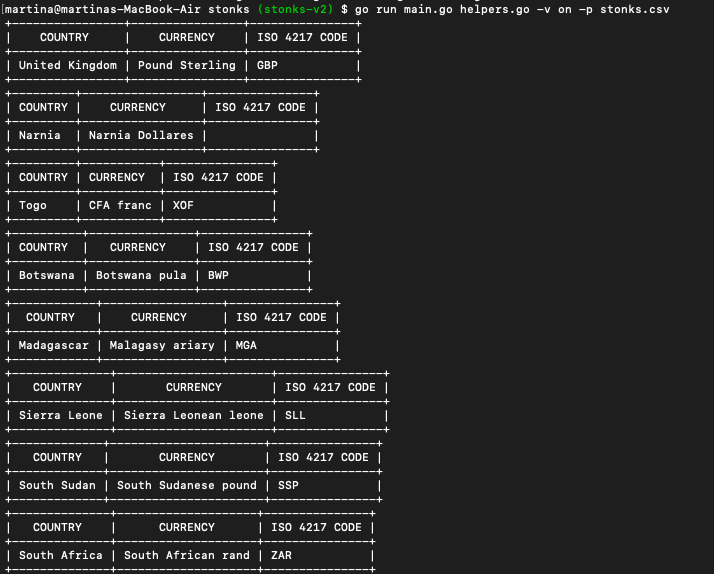 [martina@martinas-MacBook-Air stonks (stonks-v2) $ go run main.go helpers.go -v on -p stonks.csv
+----------------+----------------+---------------+
|    COUNTRY     |    CURRENCY    | ISO 4217 CODE |
+----------------+----------------+---------------+
| United Kingdom | Pound Sterling | GBP           |
+----------------+----------------+---------------+
+---------+-----------------+---------------+
| COUNTRY |    CURRENCY     | ISO 4217 CODE |
+---------+-----------------+---------------+
| Narnia  | Narnia Dollares |               |
+---------+-----------------+---------------+
+---------+-----------+---------------+
| COUNTRY | CURRENCY  | ISO 4217 CODE |
+---------+-----------+---------------+
| Togo    | CFA franc | XOF           |
+---------+-----------+---------------+
+----------+---------------+---------------+
| COUNTRY  |   CURRENCY    | ISO 4217 CODE |
+----------+---------------+---------------+
| Botswana | Botswana pula | BWP           |
+----------+---------------+---------------+
+------------+-----------------+---------------+
|  COUNTRY   |    CURRENCY     | ISO 4217 CODE |
+------------+-----------------+---------------+
| Madagascar | Malagasy ariary | MGA           |
+------------+-----------------+---------------+
+--------------+----------------------+---------------+
|   COUNTRY    |       CURRENCY       | ISO 4217 CODE |
+--------------+----------------------+---------------+
| Sierra Leone | Sierra Leonean leone | SLL           |
+--------------+----------------------+---------------+
+-------------+----------------------+---------------+
|   COUNTRY   |       CURRENCY       | ISO 4217 CODE |
+-------------+----------------------+---------------+
| South Sudan | South Sudanese pound | SSP           |
+-------------+----------------------+---------------+
+--------------+--------------------+---------------+
|   COUNTRY    |      CURRENCY      | ISO 4217 CODE |
+--------------+--------------------+---------------+
| South Africa | South African rand | ZAR           |
+--------------+--------------------+---------------+